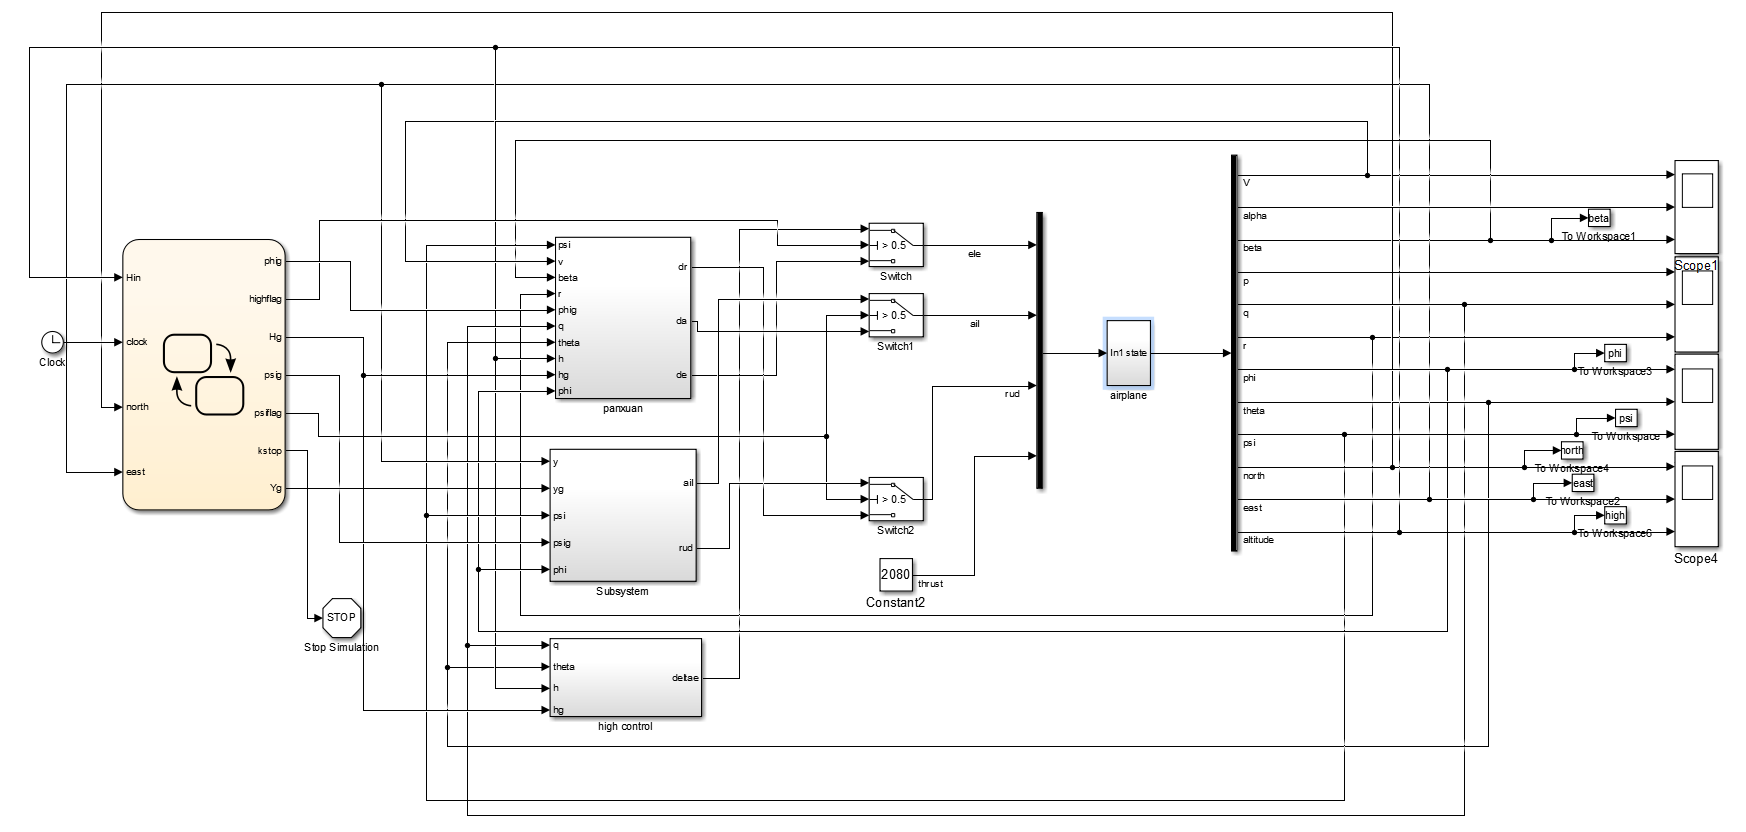 Hin
clock
north
east
phig
highflag
Hg
psig
psiflag
kstop
Yg
Clock
STOP
Stop Simulation
psi
v
beta
r
phig
q
theta
h
hg
phi
dr
da
de
panxuan
y
yg
psi
psig
phi
ail
rud
Subsystem
q
theta
h
hg
deltae
high control
> 0.5
Switch
> 0.5
Switch1
> 0.5
Switch2
2080
Constant2
thrust
ele
ail
rud
In1 state
airplane
V
alpha
beta
p
q
r
phi
theta
psi
north
east
altitude
beta
To Workspace1
phi
To Workspace3
psi
To Workspace
north
To Workspace4
east
To Workspace2
high
To Workspace6
Scope1
Scope4